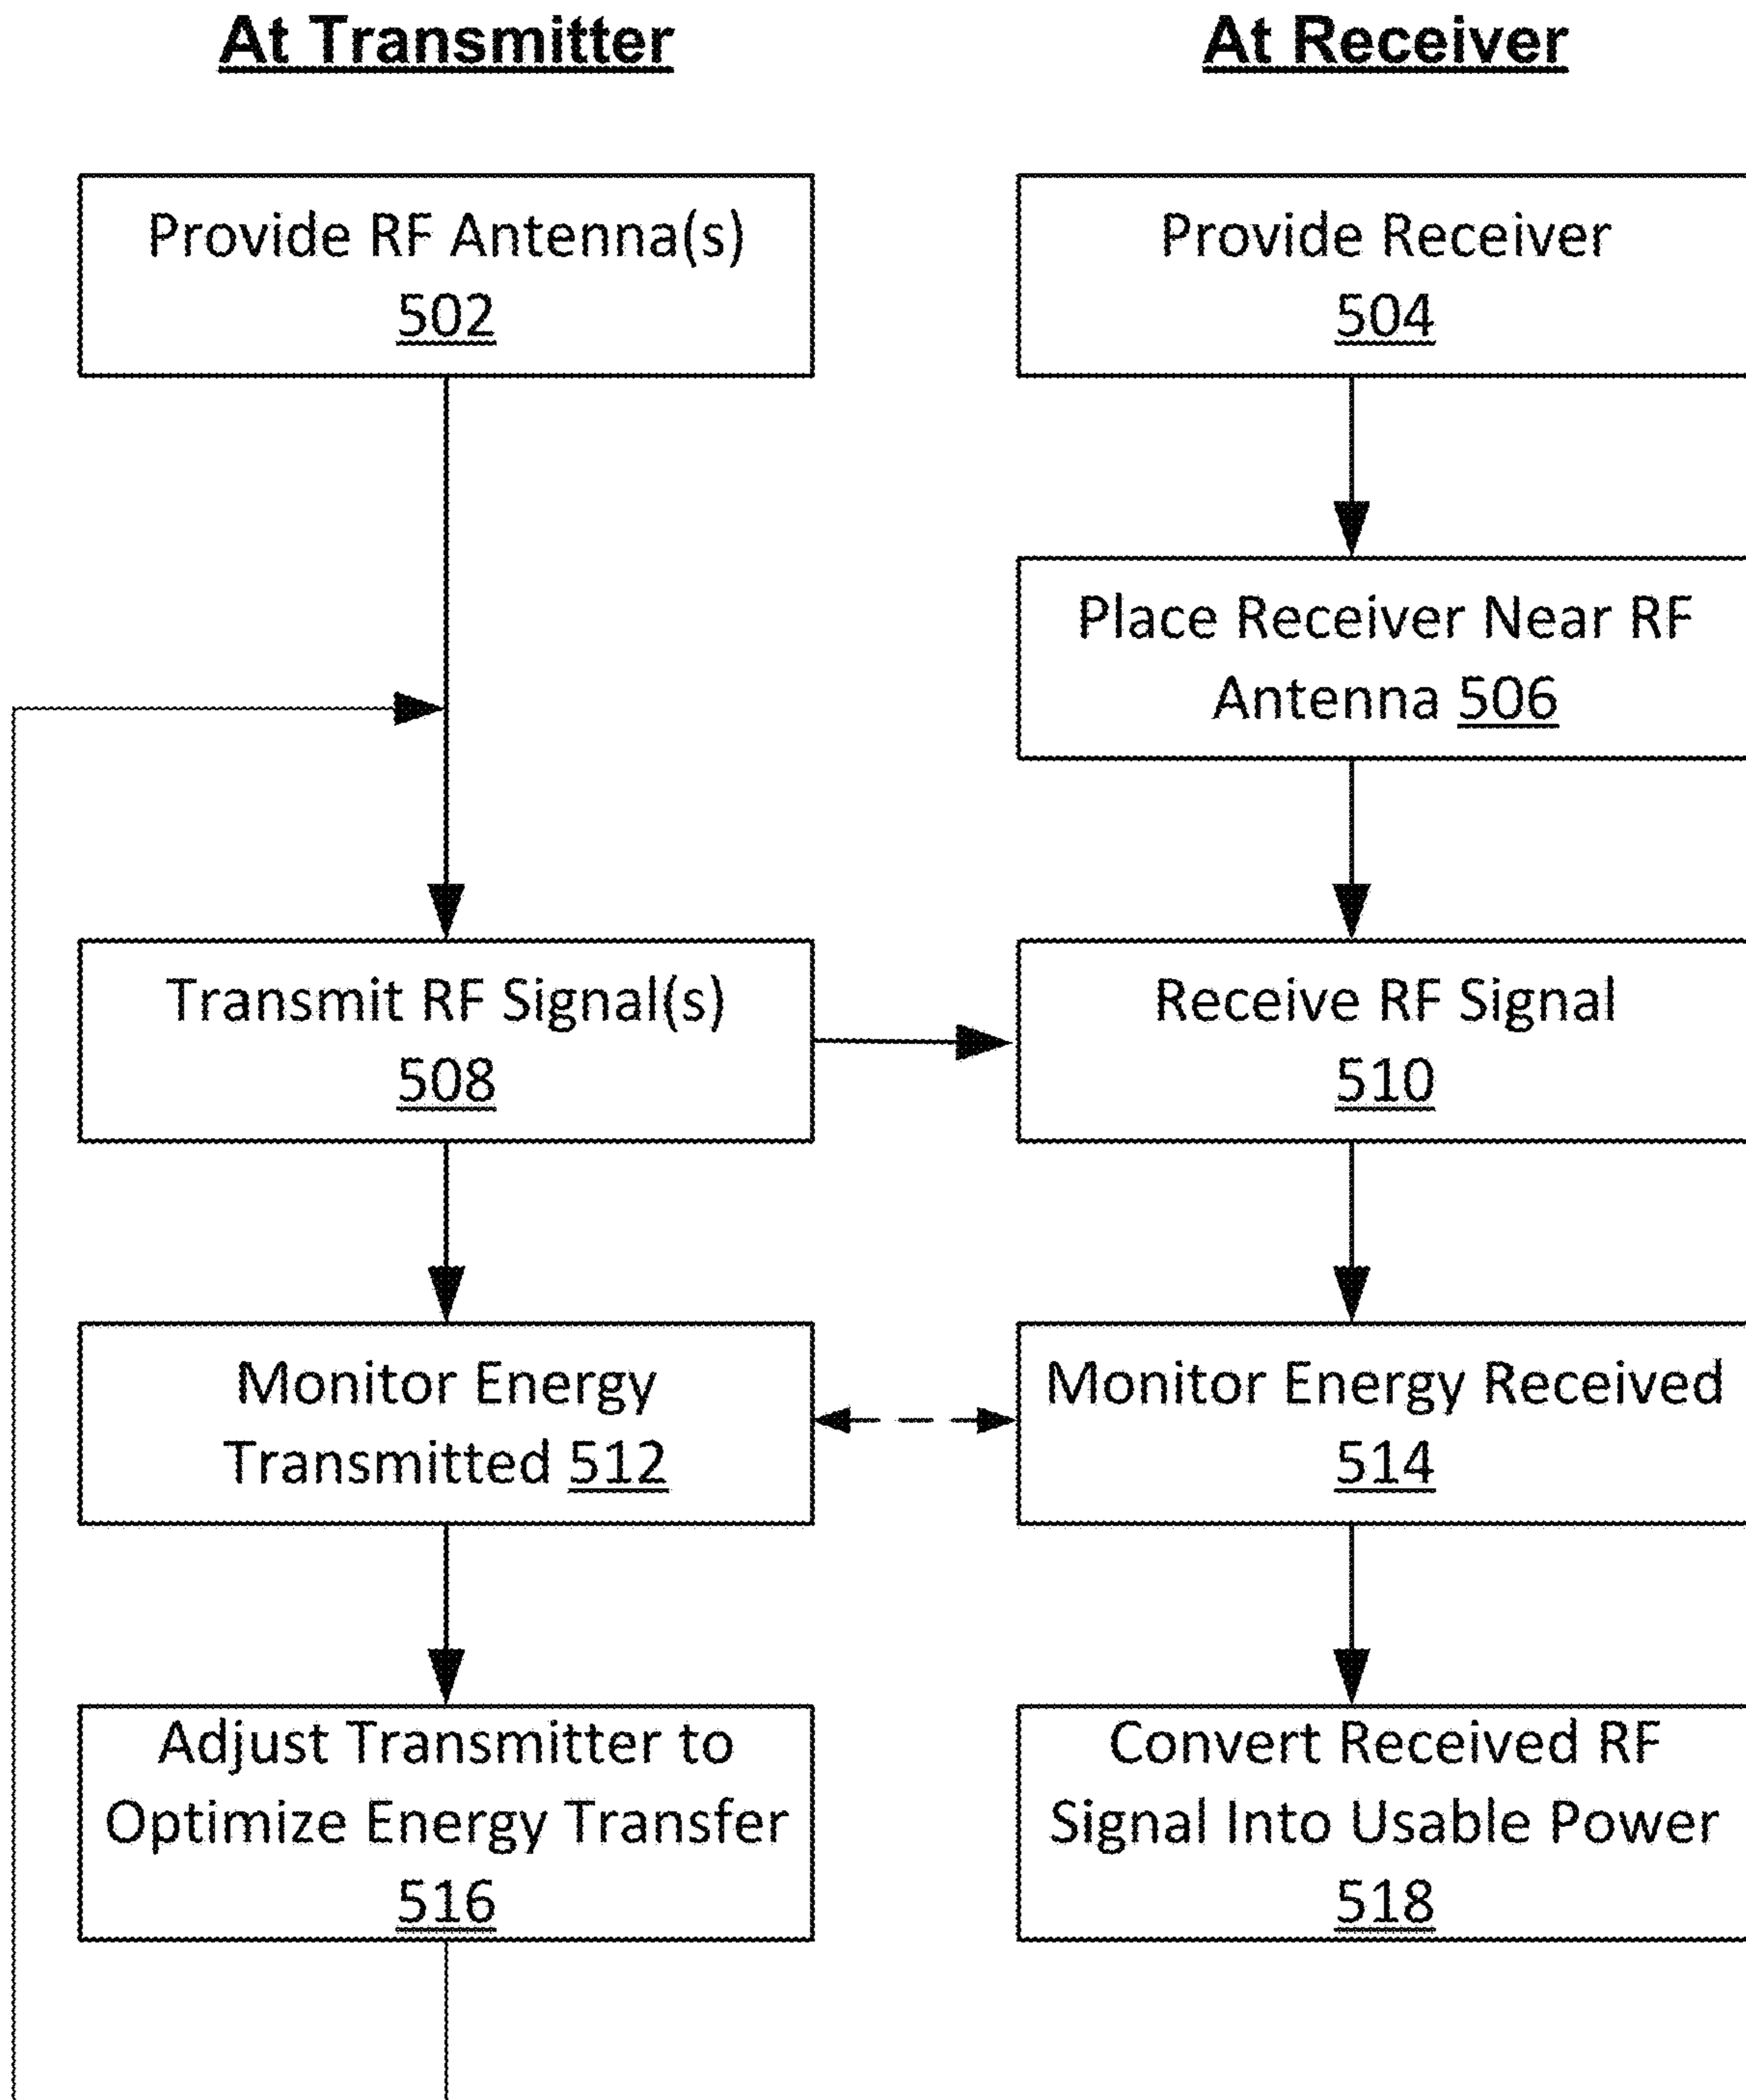 At Transmitter
At Receiver
Provide RF Antenna(s)
502
Provide Receiver
504
Place Receiver Near RF
Antenna 506
Transmit RF Signal(s)
508
Receive RF Signal
510
Monitor Energy
Transmitted 512
Monitor Energy Received
514
Adjust Transmitter to
Optimize Energy Transfer
516
Convert Received RF
Signal Into Usable Power
518